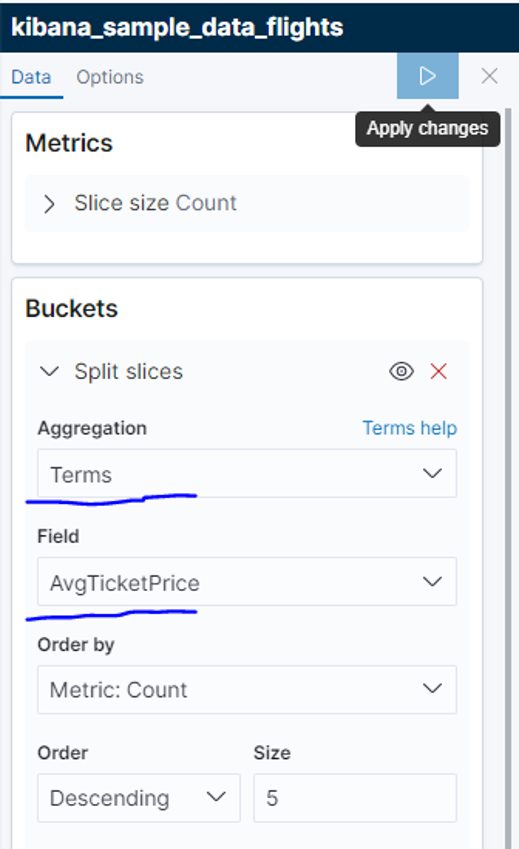 kibana_sample_data_flights
Data Options
Apply changes
Metrics
Slice size Count
Buckets
Split slices
Aggregation Terms help
Terms
Field
AvgTicketPrice
Order by
Metric: Count
Order Size
Descending 5